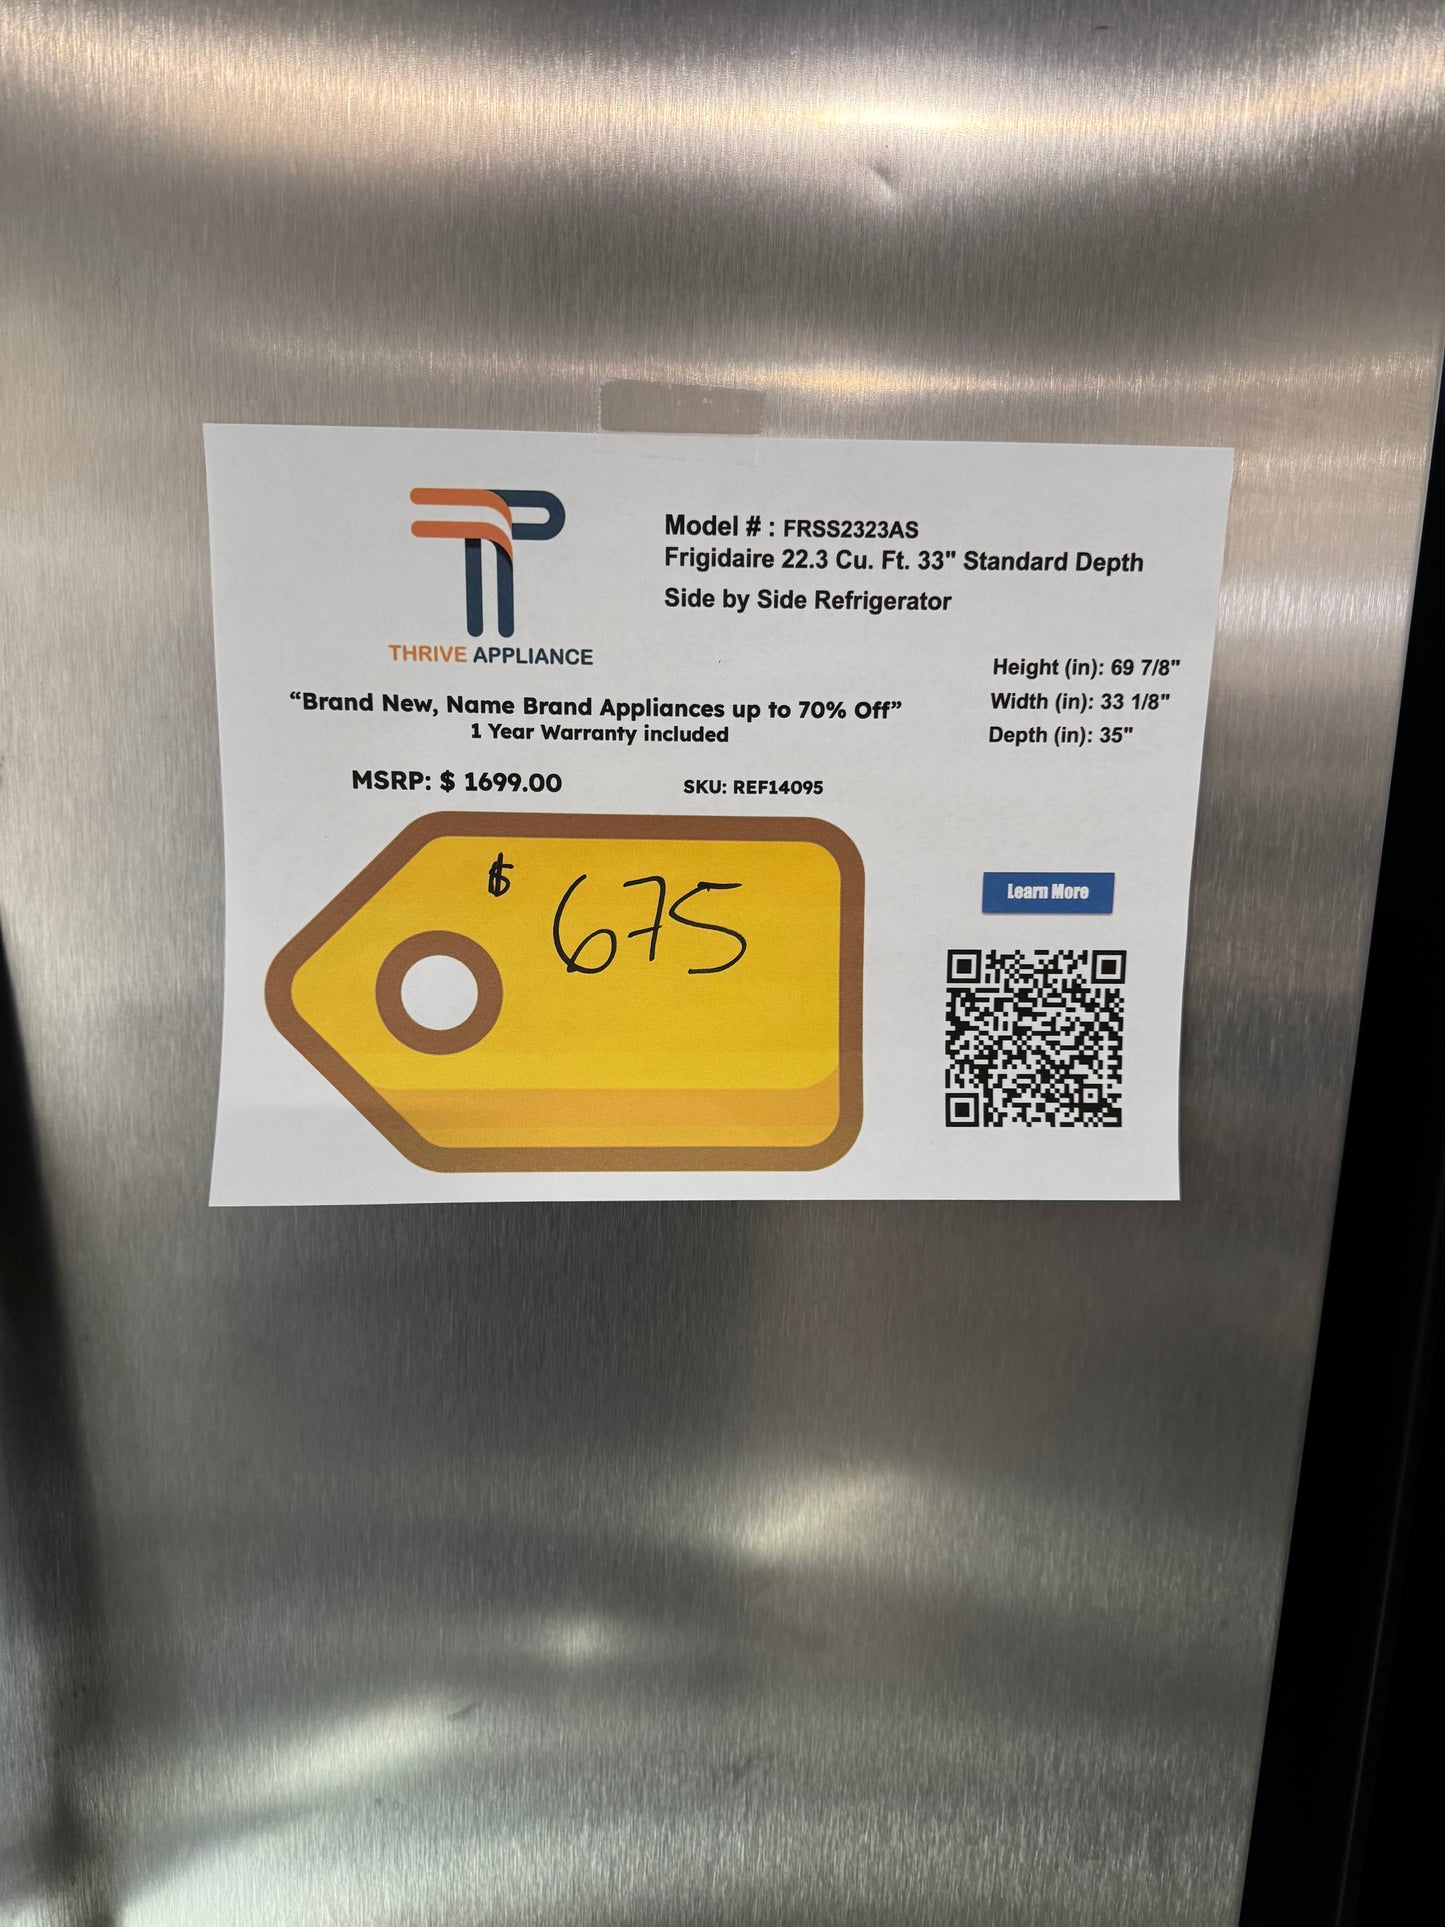 THRIVE APPLIANCE
Model # : FRSS2323AS
Frigidaire 22.3 Cu. Ft. 33" Standard Depth
Side by Side Refrigerator
Height (in): 69 7/8"
Width (in): 33 1/8"
Depth (in): 35"
“Brand New, Name Brand Appliances up to 70% Off”
1 Year Warranty included
MSRP: $ 1699.00
SKU: REF14095
$ 675
Learn More